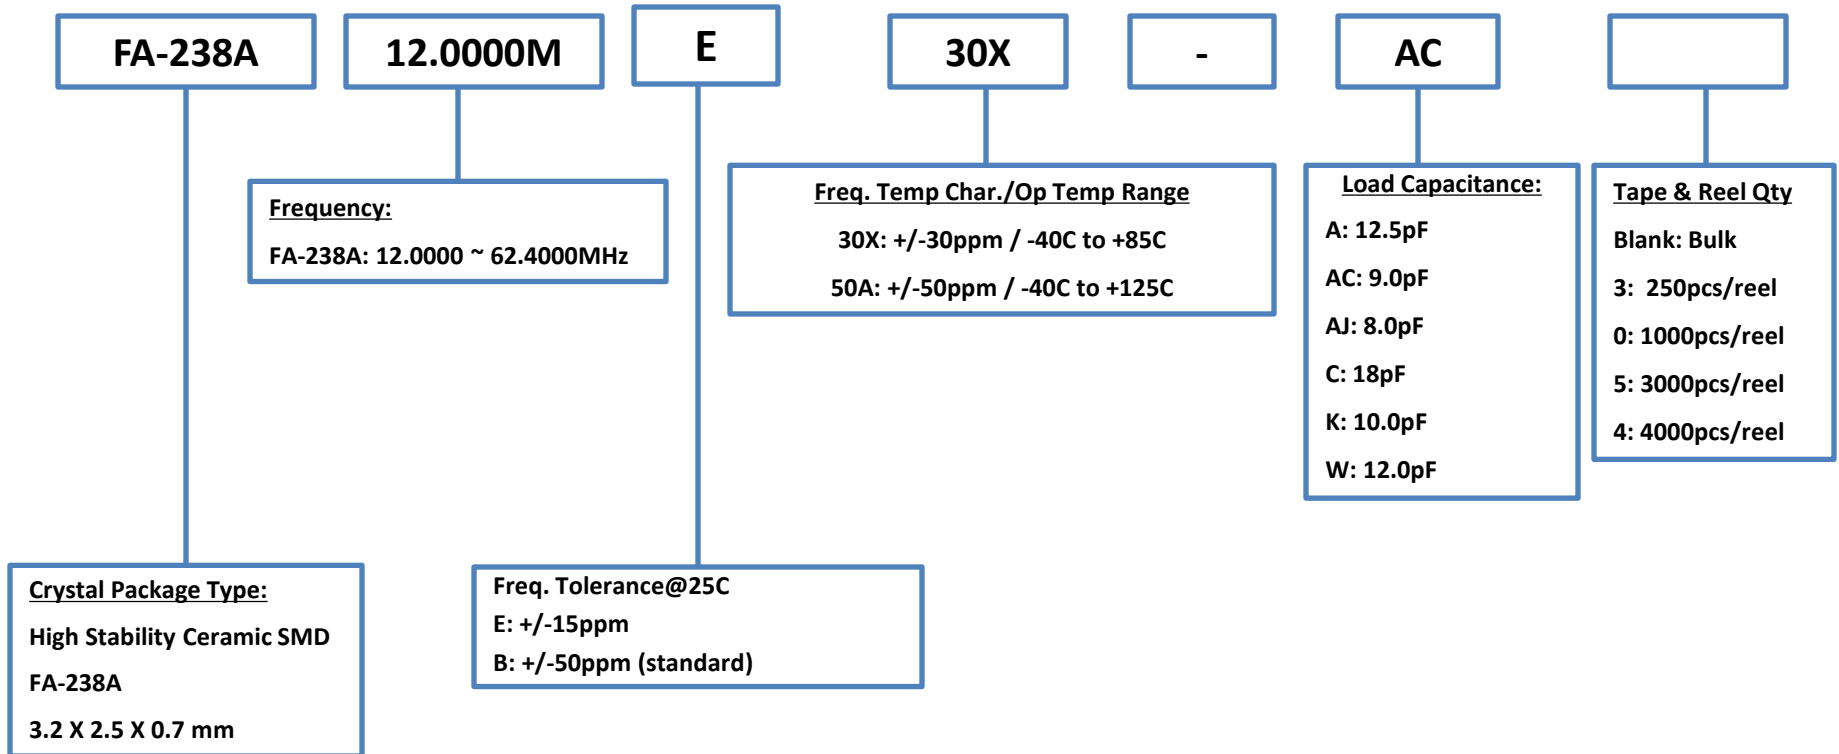 FA-238A
12.0000M
E
30X
-
AC
Frequency:
FA-238A: 12.0000 ~ 62.4000MHz
Freq. Temp Char./Op Temp Range
30X: +/-30ppm / -40C to +85C
50A: +/-50ppm / -40C to +125C
Load Capacitance:
A: 12.5pF
AC: 9.0pF
AJ: 8.0pF
C: 18pF
K: 10.0pF
W: 12.0pF
Tape & Reel Qty
Blank: Bulk
3:  250pcs/reel
0: 1000pcs/reel
5: 3000pcs/reel
4: 4000pcs/reel
Crystal Package Type:
High Stability Ceramic SMD
FA-238A
3.2 X 2.5 X 0.7 mm
Freq. Tolerance@25C
E: +/-15ppm
B: +/-50ppm (standard)